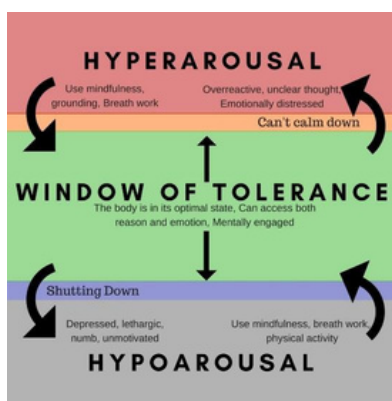 HYPERAROUSAL
Use mindfulness,
grounding, Breath work
Overreactive, unclear thought,
Emotionally distressed
Can't calm down
WINDOW OF TOLERANCE
The body is in its optimal state, Can access both
reason and emotion, Mentally engaged
Shutting Down
Depressed, lethargic,
numb, unmotivated
Use mindfulness, breath work,
physical activity
HYPOAROUSAL